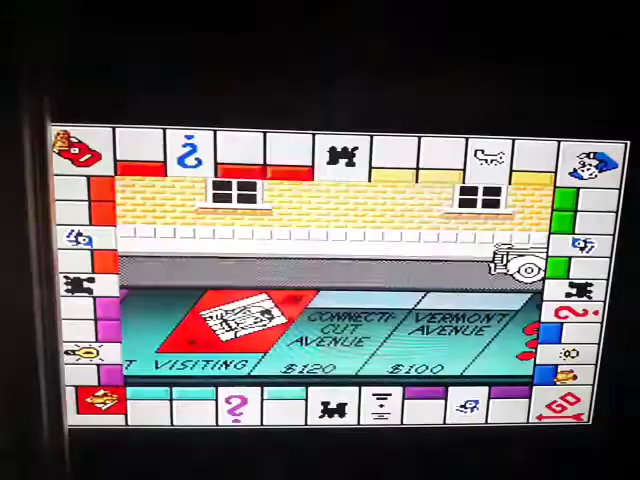 CONNECTI-
CUT
AVENUE
$120
VERMONT
AVENUE
$100
T VISITING
?
?
?
GO